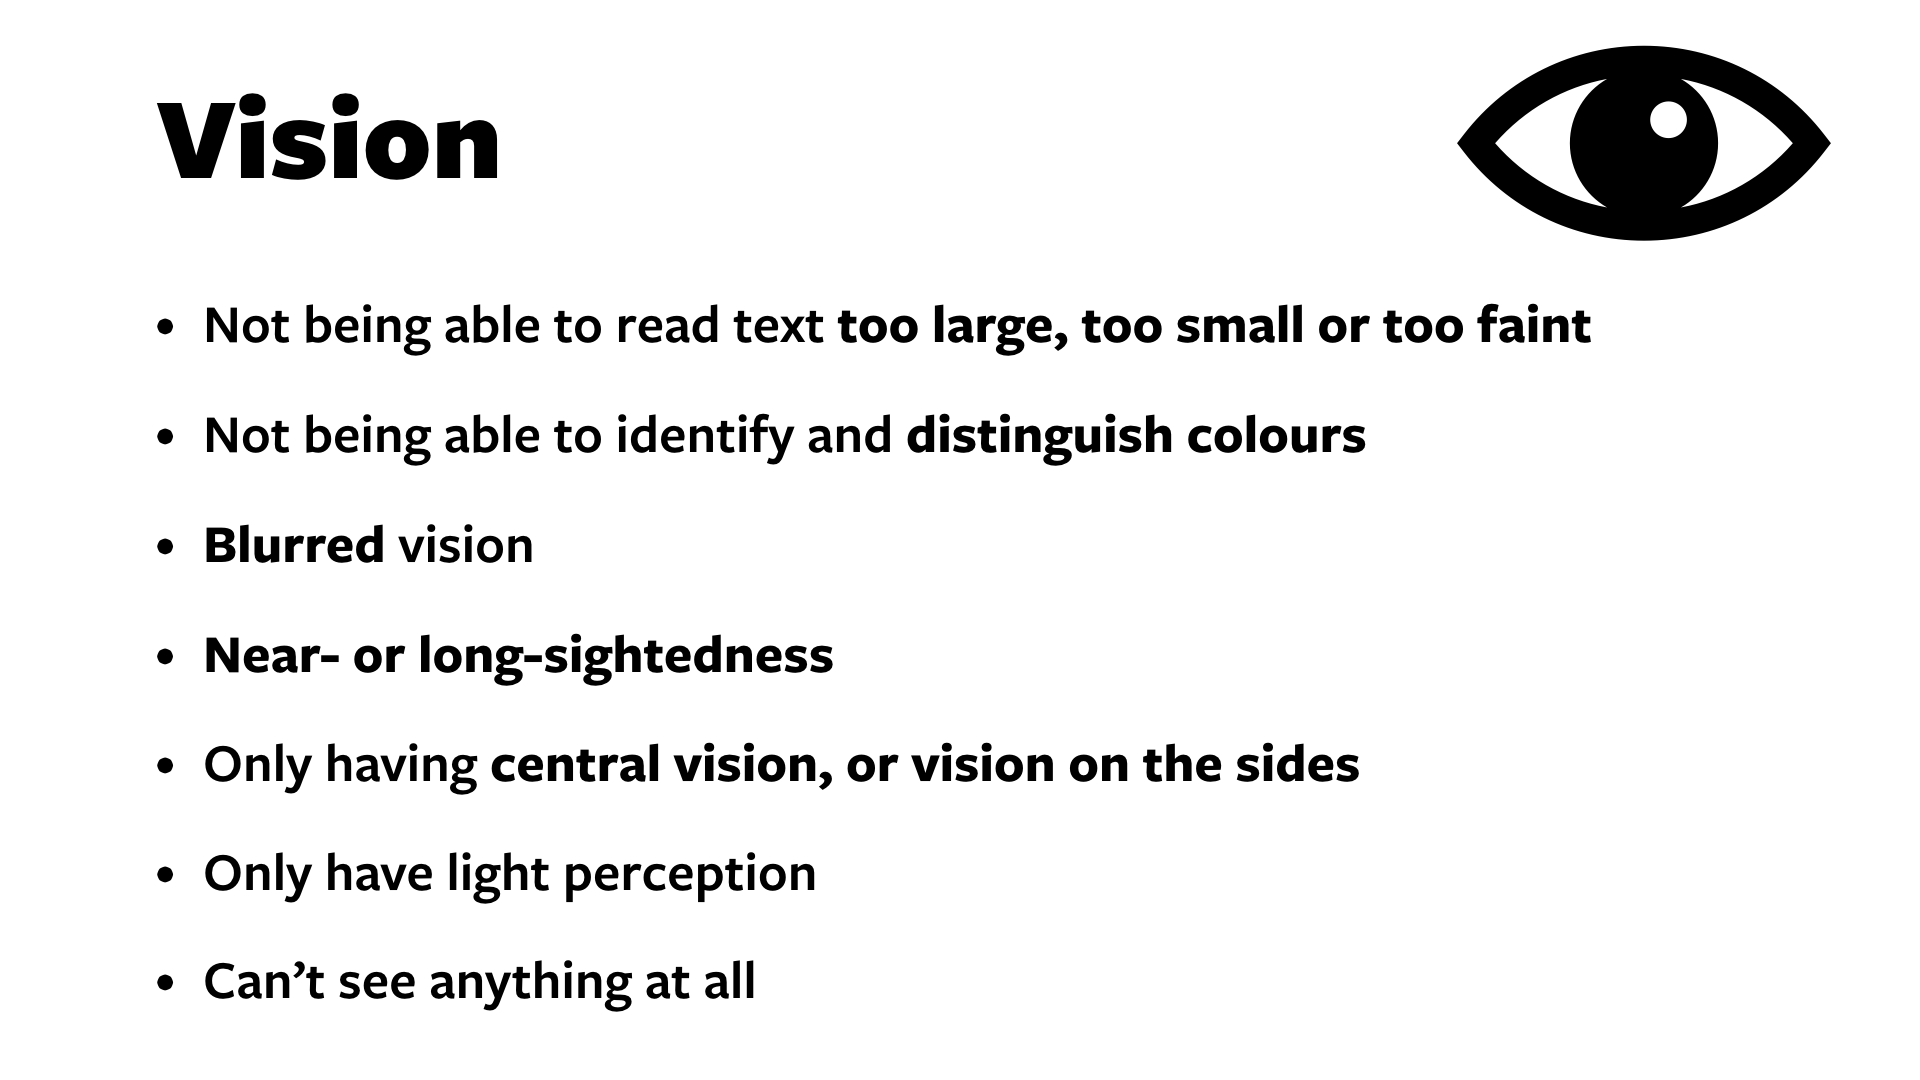 Vision
• Not being able to read text too large, too small or too faint
• Not being able to identify and distinguish colours
• Blurred vision
• Near- or long-sightedness
• Only having central vision, or vision on the sides
• Only have light perception
• Can’t see anything at all